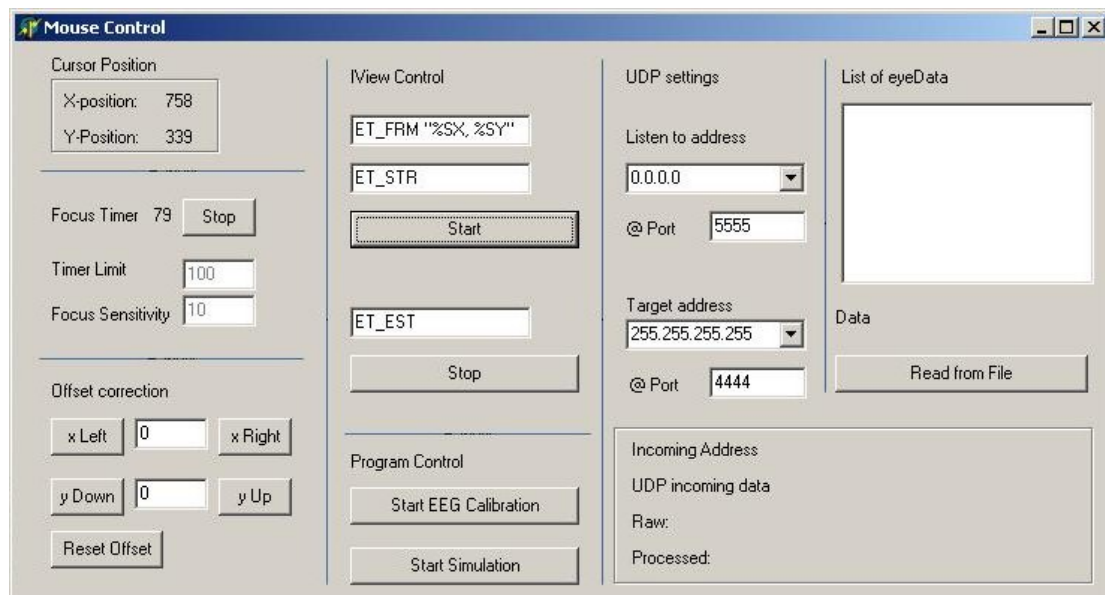 Mouse Control
Cursor Position
X-position: 758
Y-Position: 339
Focus Timer 79 Stop
Timer Limit 100
Focus Sensitivity 10
Offset correction
x Left 0 x Right
y Down 0 y Up
Reset Offset
IView Control
ET_FRM "%SX, %SY"
ET_STR
Start
ET_EST
Stop
Program Control
Start EEG Calibration
Start Simulation
UDP settings
Listen to address
0.0.0.0
@ Port 5555
Target address
255.255.255.255
@ Port 4444
List of eyeData
Data
Read from File
Incoming Address
UDP incoming data
Raw:
Processed: